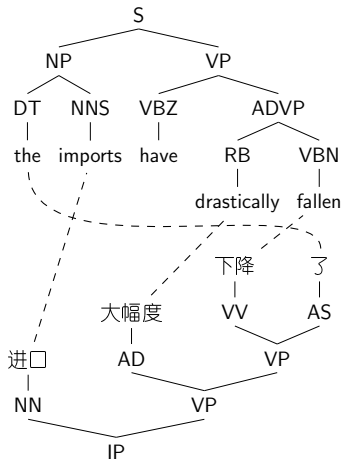 S
NP VP
DT NNS VBZ ADVP
the imports have RB VBN
drastically fallen
下降 了
大幅度 VV AS
进口 AD VP
NN VP
IP